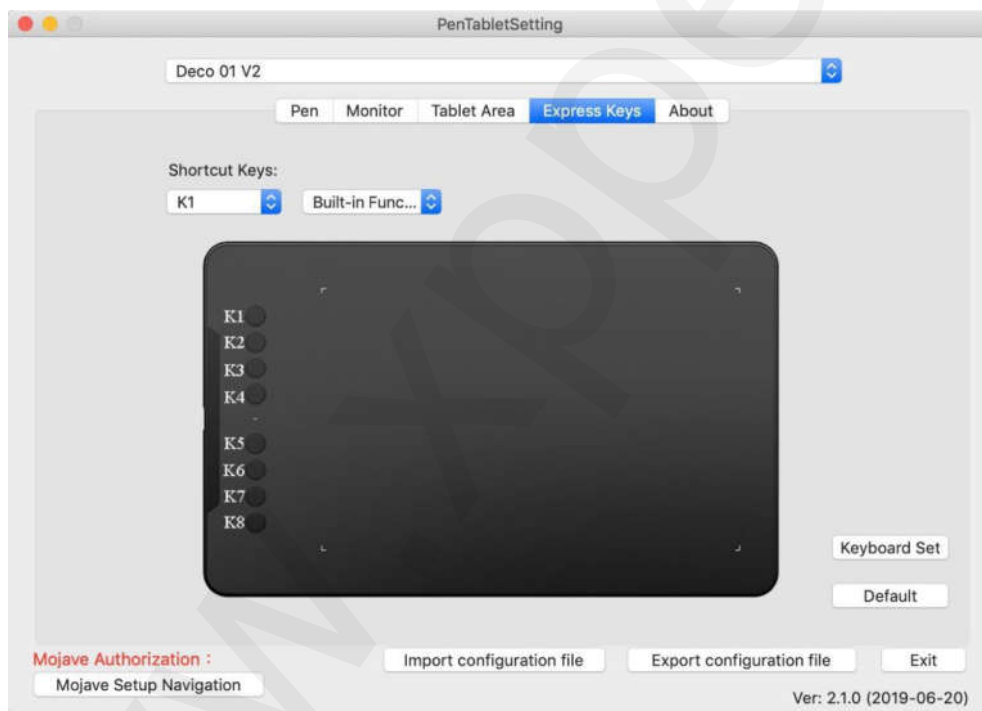 PenTabletSetting
Deco 01 V2
Pen Monitor Tablet Area Express Keys About
Shortcut Keys:
K1 Built-in Func...
K1
K2
K3
K4
K5
K6
K7
K8
Keyboard Set
Default
Mojave Authorization :
Import configuration file Export configuration file Exit
Mojave Setup Navigation
Ver: 2.1.0 (2019-06-20)